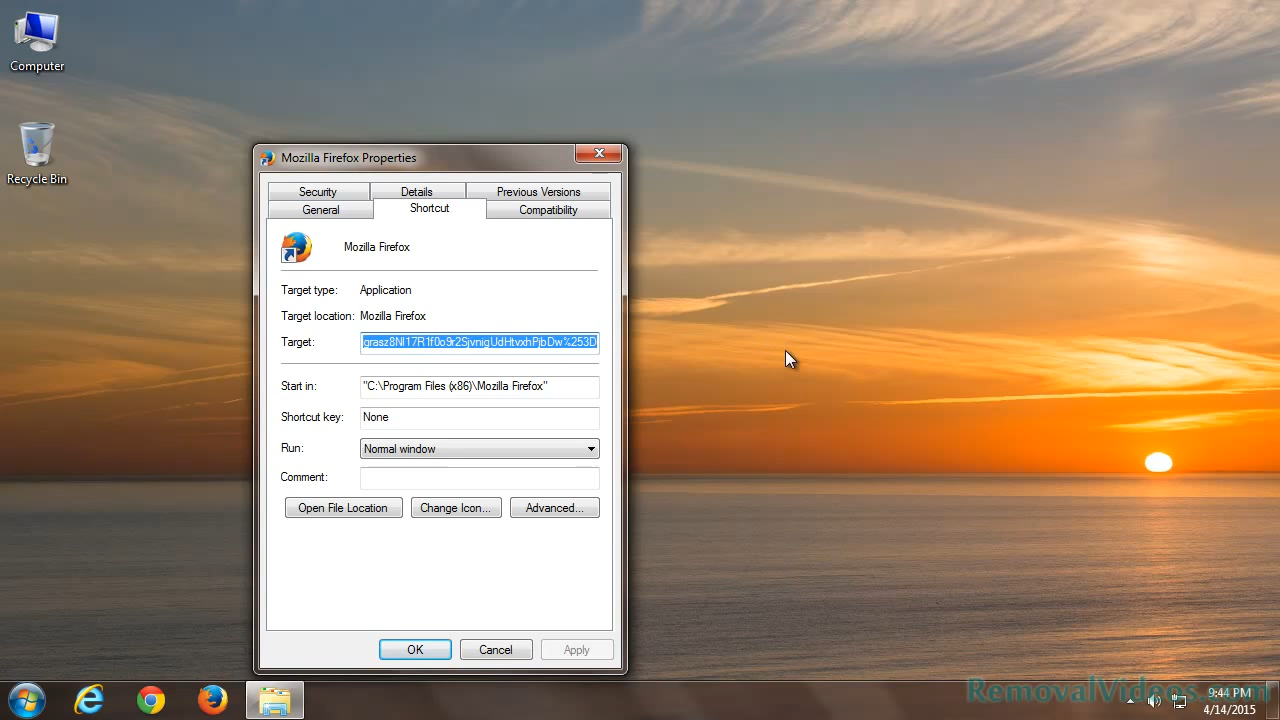 Computer
Recycle Bin
Mozilla Firefox Properties
Security Details Previous Versions
General Shortcut Compatibility
Mozilla Firefox
Target type: Application
Target location: Mozilla Firefox
Target: grasz8Nl17R1f0o9r2SjvnigUdHtvxhPjbDw%253D
Start in: "C:\Program Files (x86)\Mozilla Firefox"
Shortcut key: None
Run: Normal window
Comment:
Open File Location Change Icon... Advanced...
OK Cancel Apply
RemovalVideos.com
9:44 PM
4/14/2015